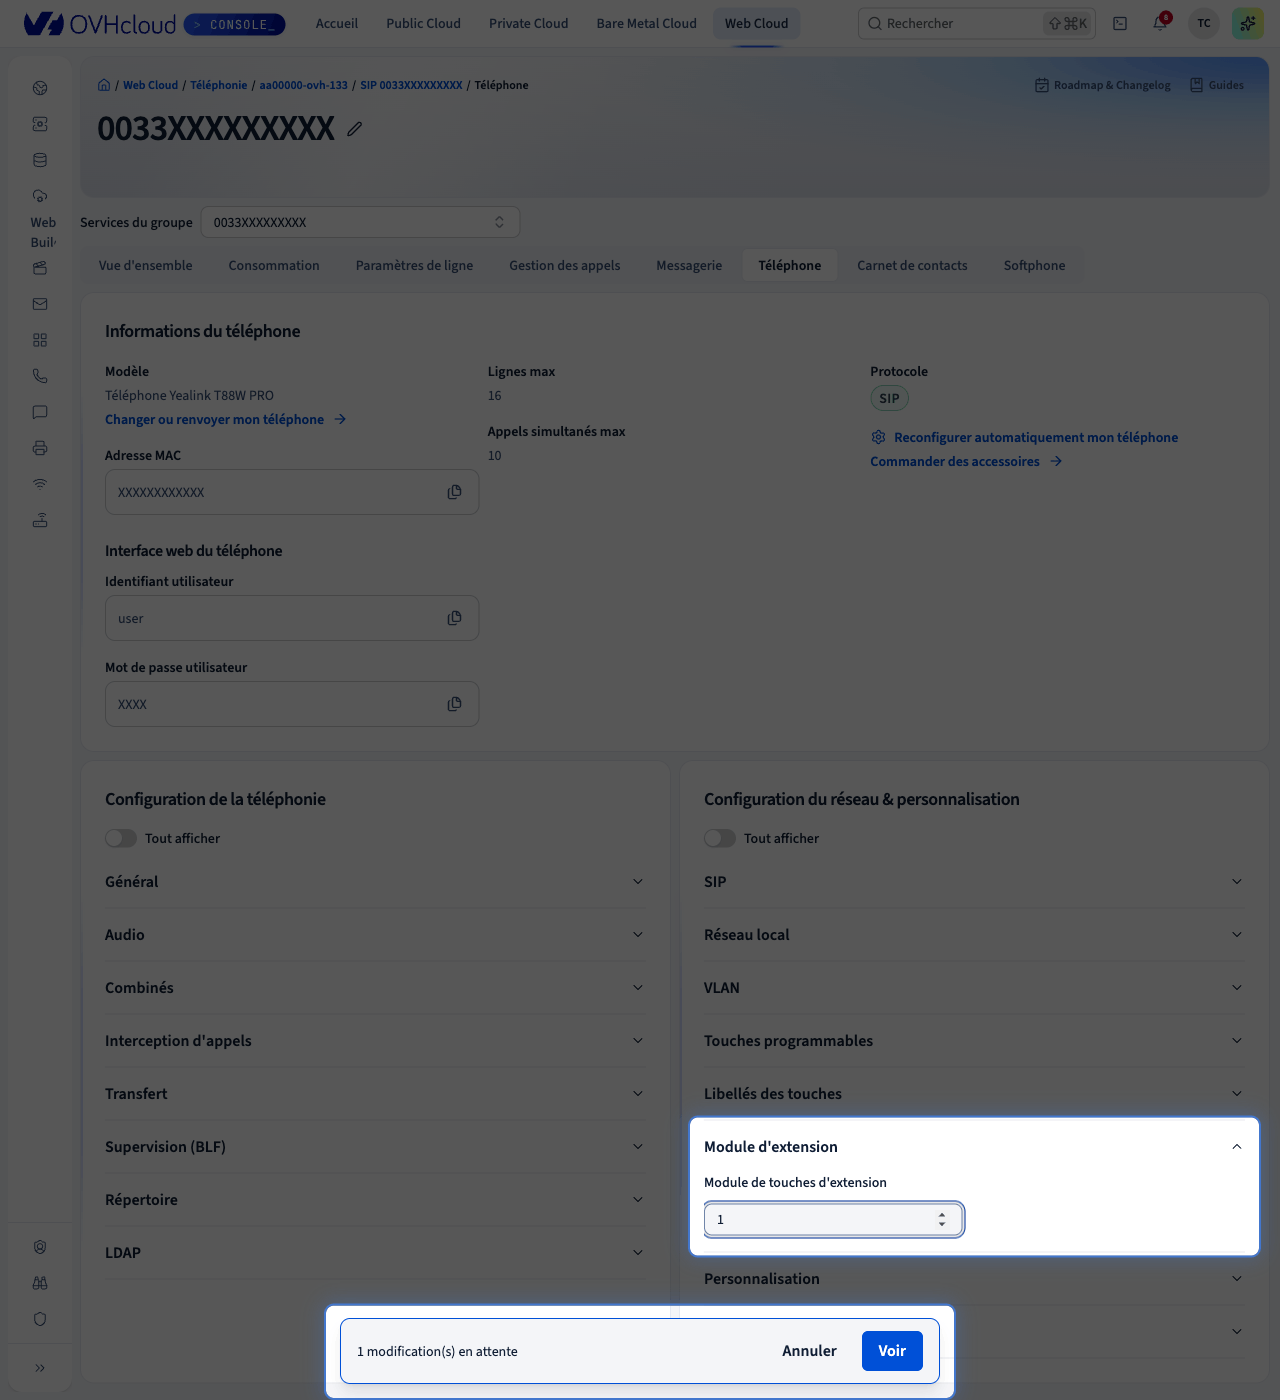 OVHcloud > CONSOLE_ Accueil Public Cloud Private Cloud Bare Metal Cloud Web Cloud Rechercher ⇧⌘K 6 TC
/ Web Cloud / Téléphonie / aa00000-ovh-133 / SIP 0033XXXXXXXXX / Téléphone Roadmap & Changelog Guides
0033XXXXXXXXX
Web
Services du groupe 0033XXXXXXXXX
Vue d'ensemble Consommation Paramètres de ligne Gestion des appels Messagerie Téléphone Carnet de contacts Softphone
Informations du téléphone
Modèle Lignes max Protocole
Téléphone Yealink T88W PRO 16 SIP
Changer ou renvoyer mon téléphone
Appels simultanés max Reconfigurer automatiquement mon téléphone
Adresse MAC 10 Commander des accessoires
XXXXXXXXXXXX
Interface web du téléphone
Identifiant utilisateur
user
Mot de passe utilisateur
XXXX
Configuration de la téléphonie
Tout afficher
Général
Audio
Combinés
Interception d'appels
Transfert
Supervision (BLF)
Répertoire
LDAP
Configuration du réseau & personnalisation
Tout afficher
SIP
Réseau local
VLAN
Touches programmables
Libellés des touches
Module d'extension
Module de touches d'extension
1
Personnalisation
1 modification(s) en attente Annuler Voir